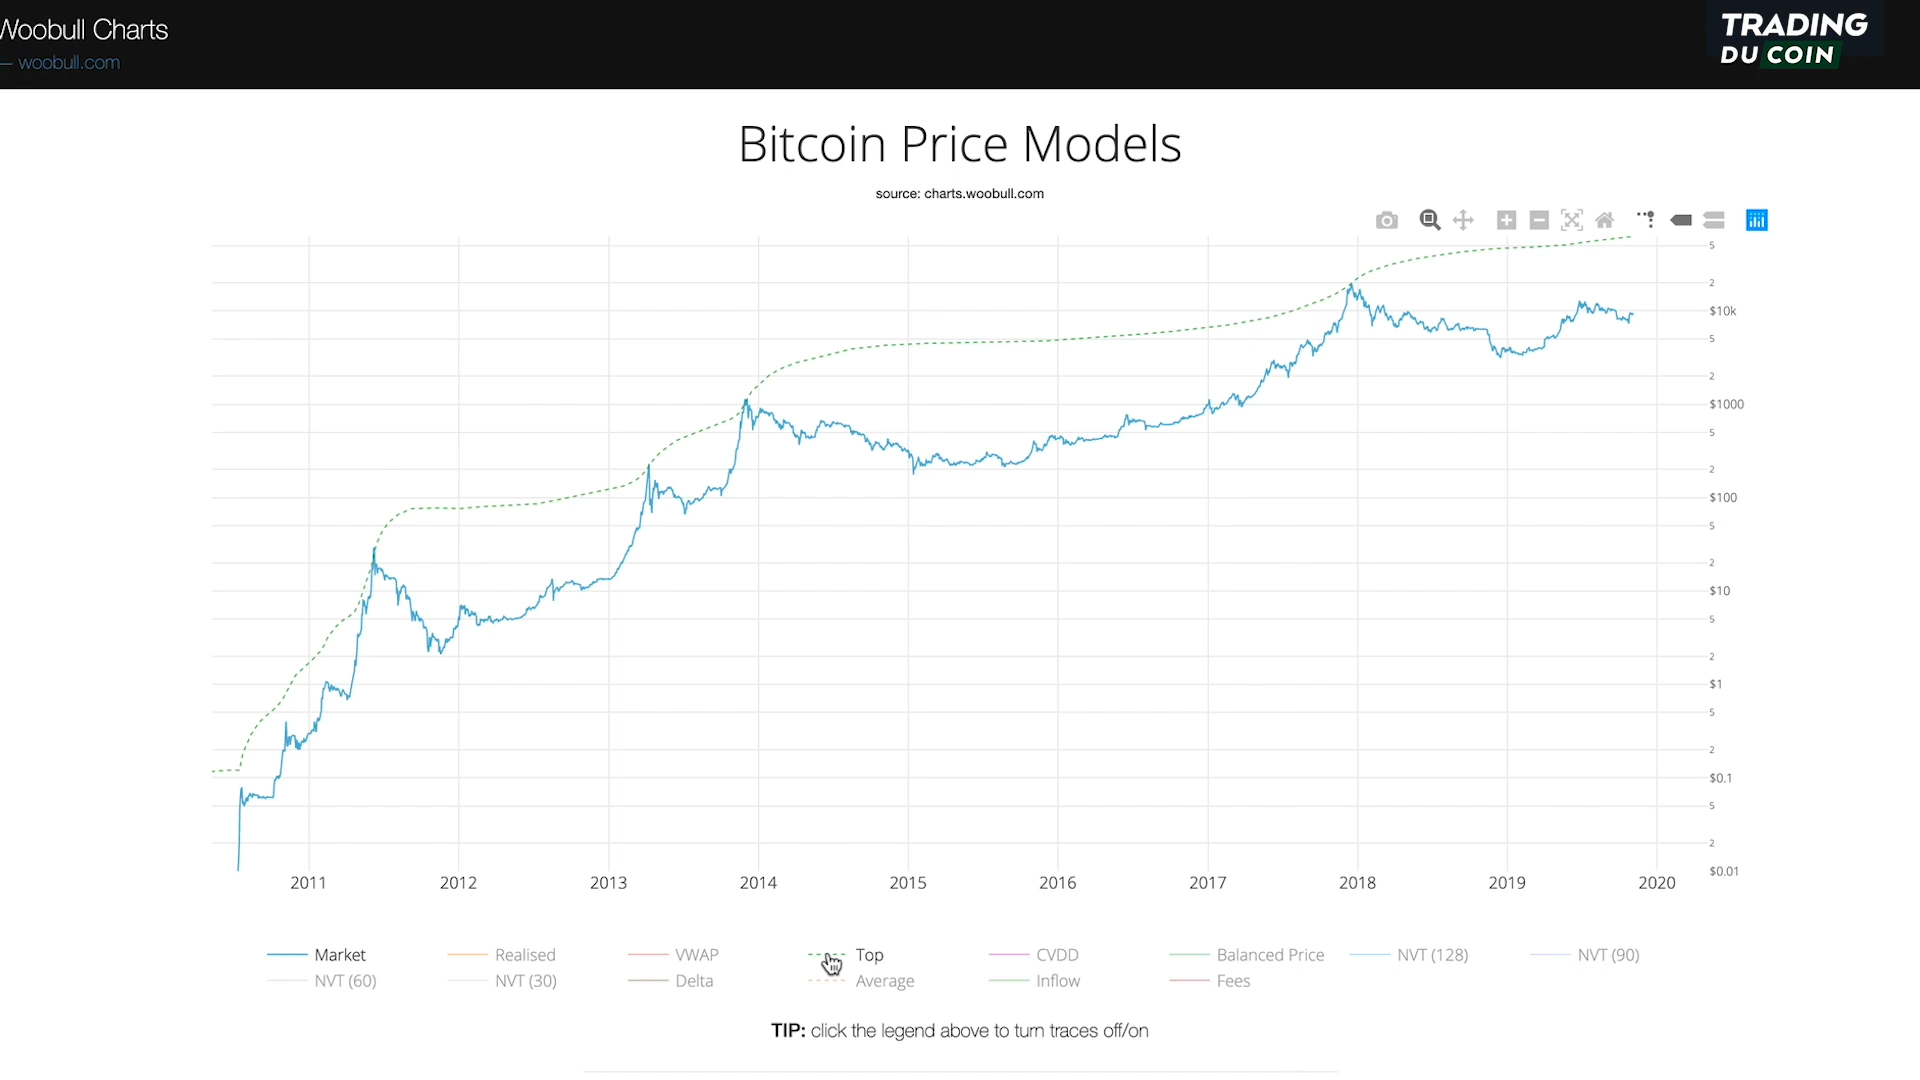 Woobull Charts
— woobull.com
TRADING
DU COIN
Bitcoin Price Models
source: charts.woobull.com
5
2
$10k
5
2
$1000
5
2
$100
5
2
$10
5
2
$1
5
2
$0.1
5
2
$0.01
2011 2012 2013 2014 2015 2016 2017 2018 2019 2020
Market Realised VWAP Top CVDD Balanced Price NVT (128) NVT (90)
NVT (60) NVT (30) Delta Average Inflow Fees
TIP: click the legend above to turn traces off/on